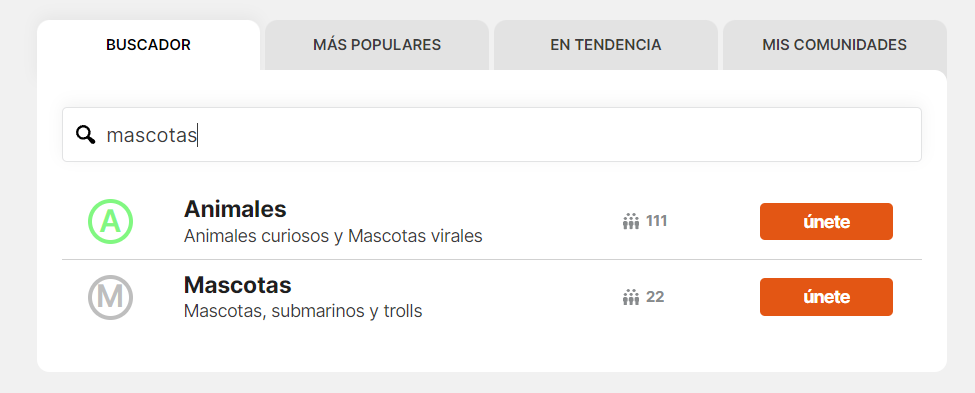 BUSCADOR
MÁS POPULARES
EN TENDENCIA
MIS COMUNIDADES
mascotas
A
Animales
Animales curiosos y Mascotas virales
111
únete
M
Mascotas
Mascotas, submarinos y trolls
22
únete